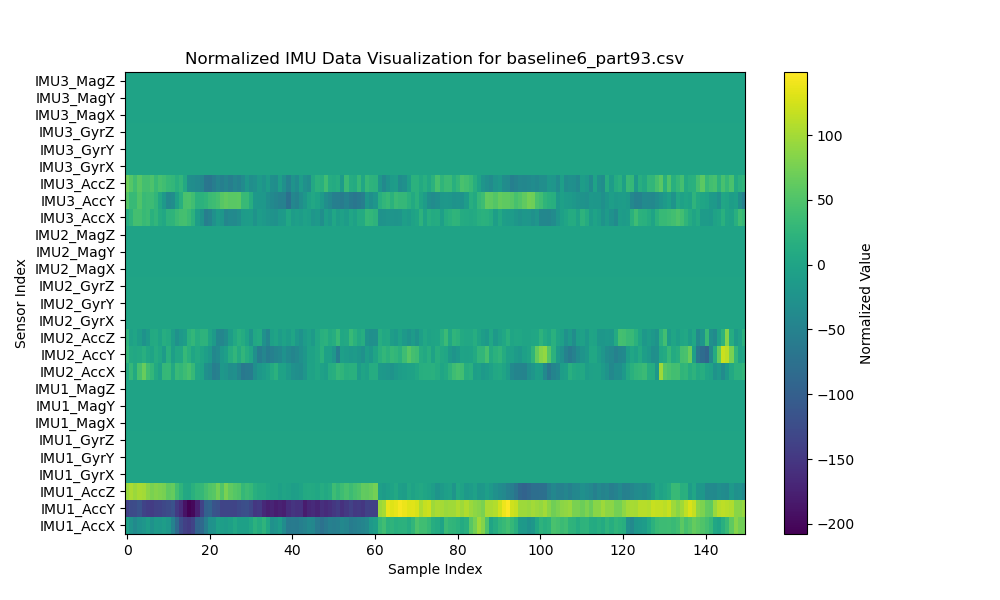 Normalized IMU Data Visualization for baseline6_part93.csv
IMU3_MagZ
IMU3_MagY
IMU3_MagX
IMU3_GyrZ
IMU3_GyrY
IMU3_GyrX
IMU3_AccZ
IMU3_AccY
IMU3_AccX
IMU2_MagZ
IMU2_MagY
IMU2_MagX
IMU2_GyrZ
IMU2_GyrY
IMU2_GyrX
IMU2_AccZ
IMU2_AccY
IMU2_AccX
IMU1_MagZ
IMU1_MagY
IMU1_MagX
IMU1_GyrZ
IMU1_GyrY
IMU1_GyrX
IMU1_AccZ
IMU1_AccY
IMU1_AccX
Sensor Index
0 20 40 60 80 100 120 140
Sample Index
100
50
0
−50
−100
−150
−200
Normalized Value